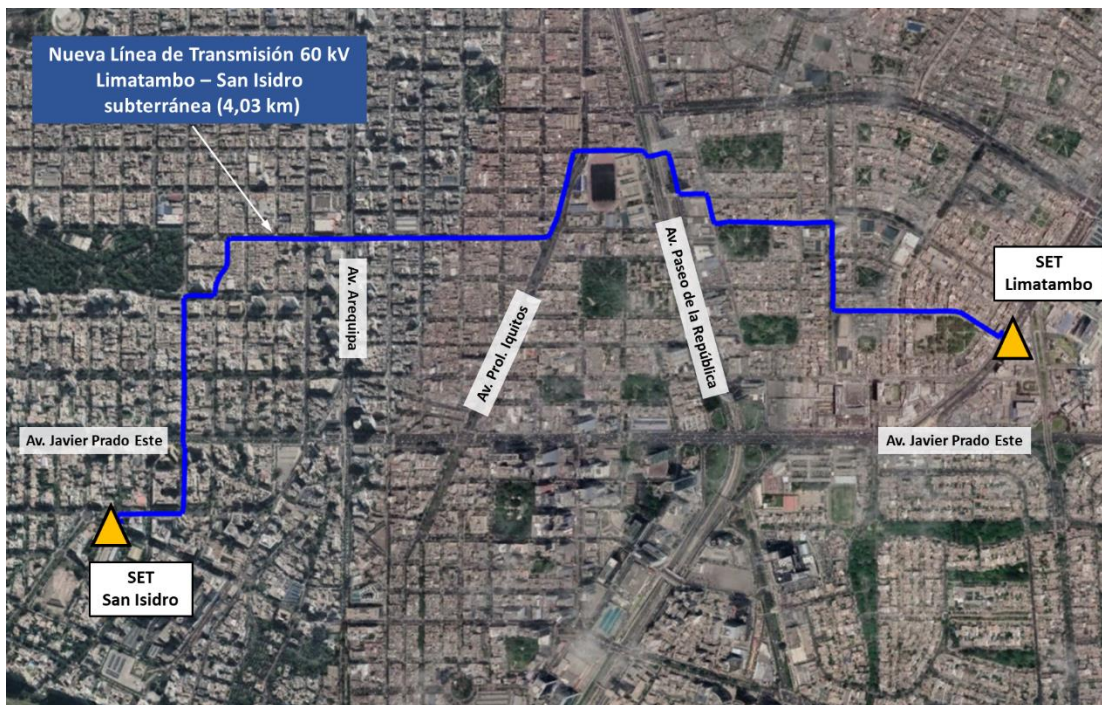 Nueva Línea de Transmisión 60 kV
Limatambo – San Isidro
subterránea (4,03 km)
SET
Limatambo
Av. Arequipa
Av. Prol. Iquitos
Av. Paseo de la República
Av. Javier Prado Este
Av. Javier Prado Este
SET
San Isidro